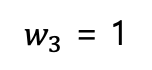 w₃ = 1